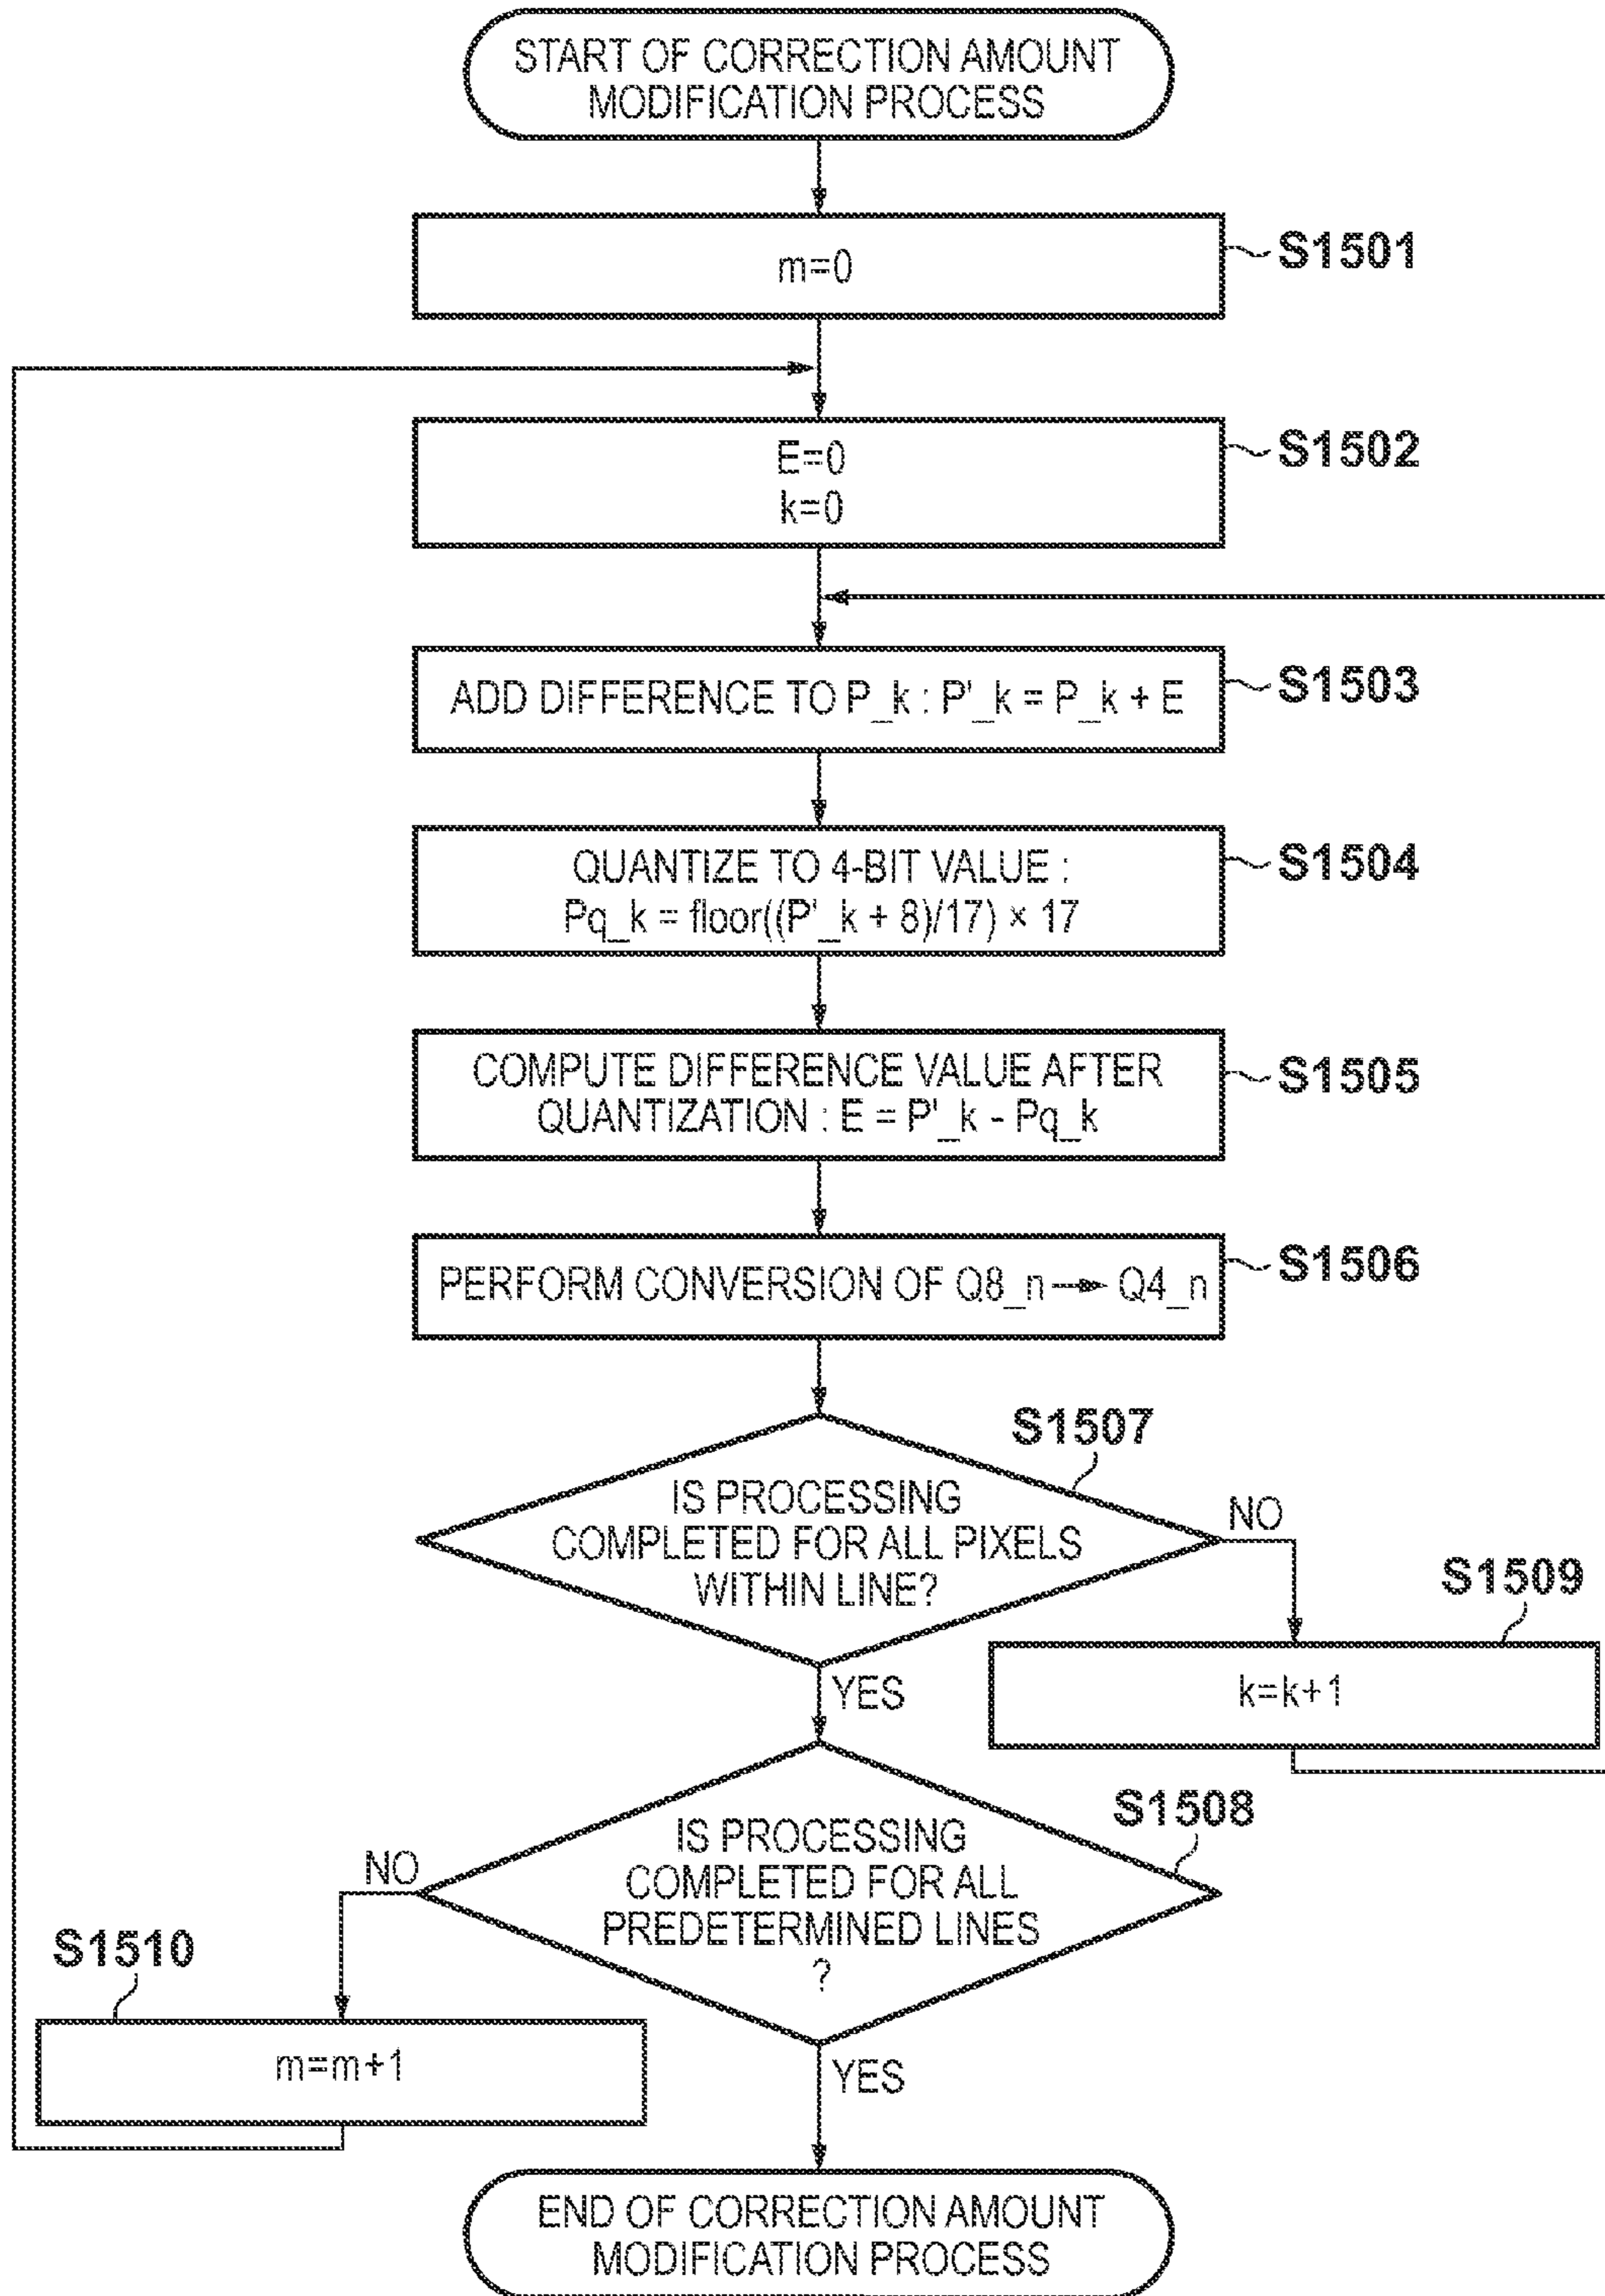 START OF CORRECTION AMOUNT
MODIFICATION PROCESS
m=0
S1501
E=0
k=0
S1502
ADD DIFFERENCE TO P_k : P'_k = P_k + E
S1503
QUANTIZE TO 4-BIT VALUE :
Pq_k = floor((P'_k + 8)/17) × 17
S1504
COMPUTE DIFFERENCE VALUE AFTER
QUANTIZATION : E = P'_k - Pq_k
S1505
PERFORM CONVERSION OF Q8_n → Q4_n
S1506
S1507
IS PROCESSING
COMPLETED FOR ALL PIXELS
WITHIN LINE?
NO
S1509
k=k+1
YES
S1508
IS PROCESSING
COMPLETED FOR ALL
PREDETERMINED LINES
?
NO
S1510
m=m+1
YES
END OF CORRECTION AMOUNT
MODIFICATION PROCESS